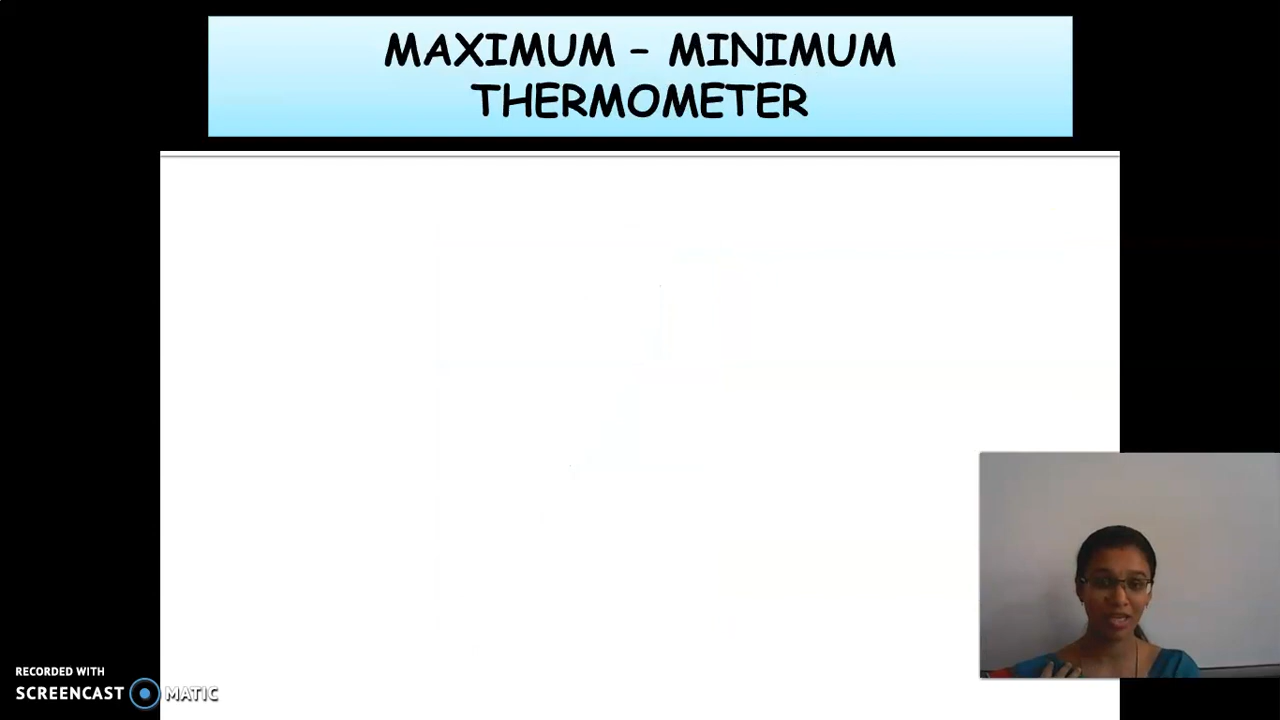 MAXIMUM – MINIMUM
THERMOMETER
RECORDED WITH
SCREENCAST MATIC